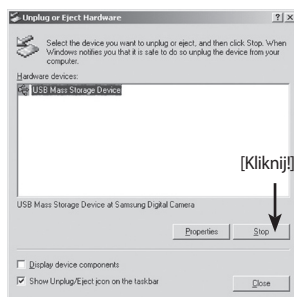 Unplug or Eject Hardware
Select the device you want to unplug or eject, and then click Stop. When
Windows notifies you that it is safe to do so unplug the device from your
computer.
Hardware devices:
USB Mass Storage Device
[Kliknij!]
USB Mass Storage Device at Samsung Digital Camera
Properties
Stop
Display device components
Show Unplug/Eject icon on the taskbar
Close